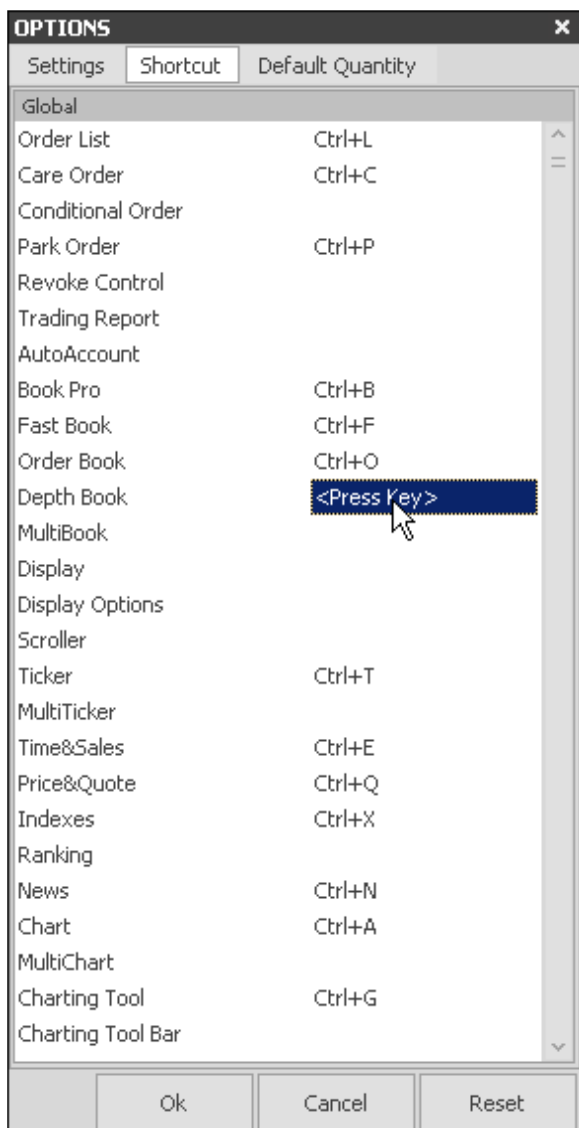 OPTIONS
Settings Shortcut Default Quantity
Global
Order List Ctrl+L
Care Order Ctrl+C
Conditional Order
Park Order Ctrl+P
Revoke Control
Trading Report
AutoAccount
Book Pro Ctrl+B
Fast Book Ctrl+F
Order Book Ctrl+O
Depth Book <Press Key>
MultiBook
Display
Display Options
Scroller
Ticker Ctrl+T
MultiTicker
Time&Sales Ctrl+E
Price&Quote Ctrl+Q
Indexes Ctrl+X
Ranking
News Ctrl+N
Chart Ctrl+A
MultiChart
Charting Tool Ctrl+G
Charting Tool Bar
Ok Cancel Reset